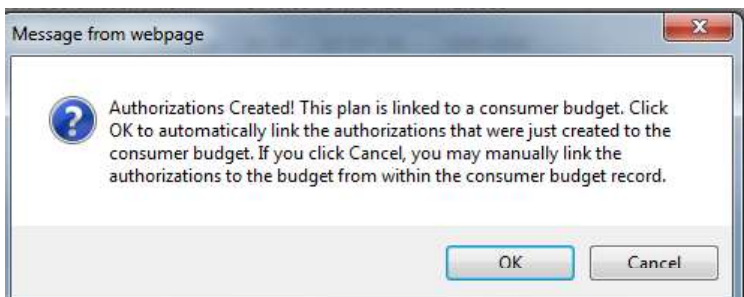 Message from webpage
Authorizations Created! This plan is linked to a consumer budget. Click
OK to automatically link the authorizations that were just created to the
consumer budget. If you click Cancel, you may manually link the
authorizations to the budget from within the consumer budget record.
OK
Cancel